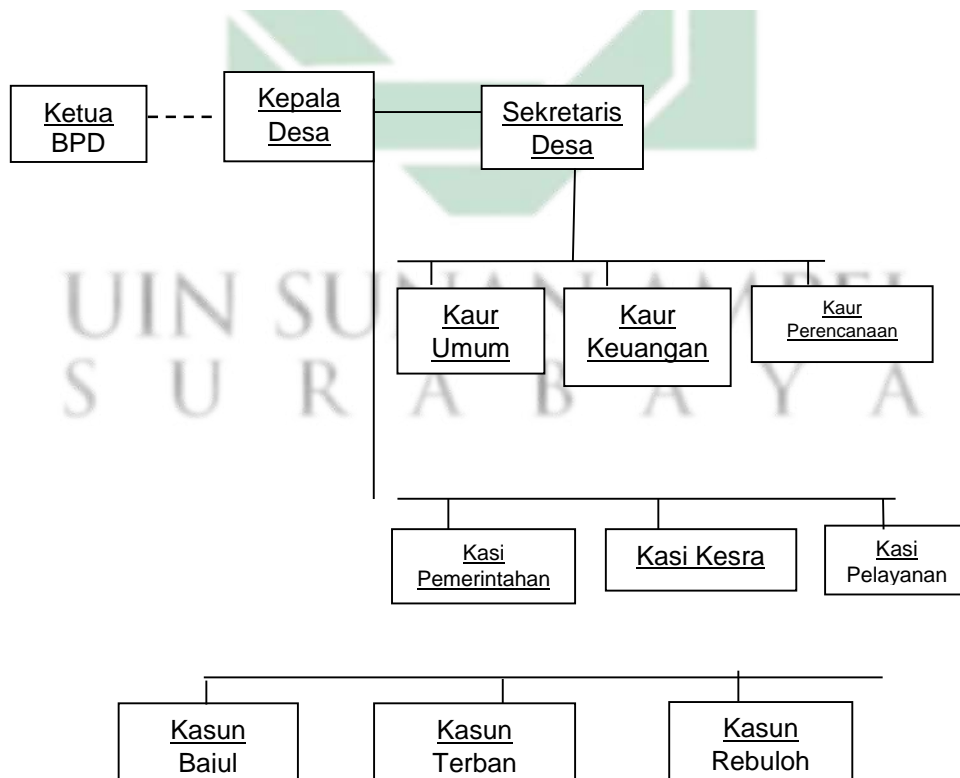 Ketua
BPD
Kepala
Desa
Sekretaris
Desa
UIN SUNAN AMPEL
SURABAYA
Kaur
Umum
Kaur
Keuangan
Kaur
Perencanaan
Kasi
Pemerintahan
Kasi Kesra
Kasi
Pelayanan
Kasun
Bajul
Kasun
Terban
Kasun
Rebuloh